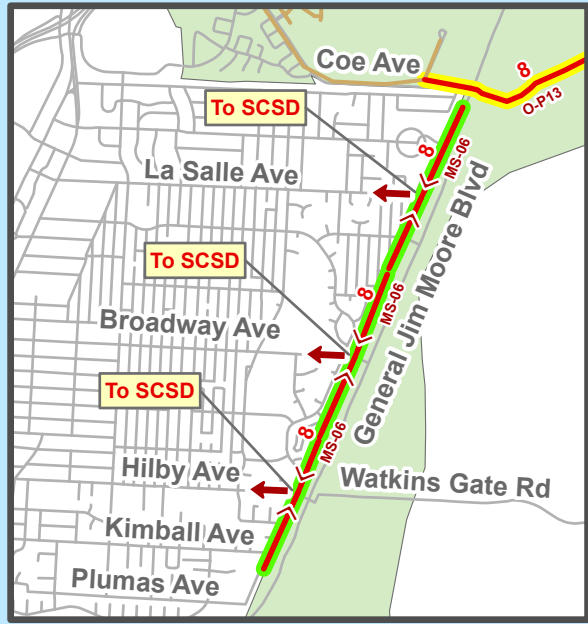 Coe Ave
8
O-P13
To SCSD
8
MS-06
La Salle Ave
To SCSD
8
MS-06
General Jim Moore Blvd
Broadway Ave
To SCSD
8
MS-06
Hilby Ave
Watkins Gate Rd
Kimball Ave
Plumas Ave